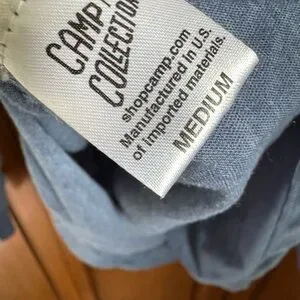 CAMP
COLLECTION
shopcamp.com
Manufactured in U.S.
of imported materials.
MEDIUM